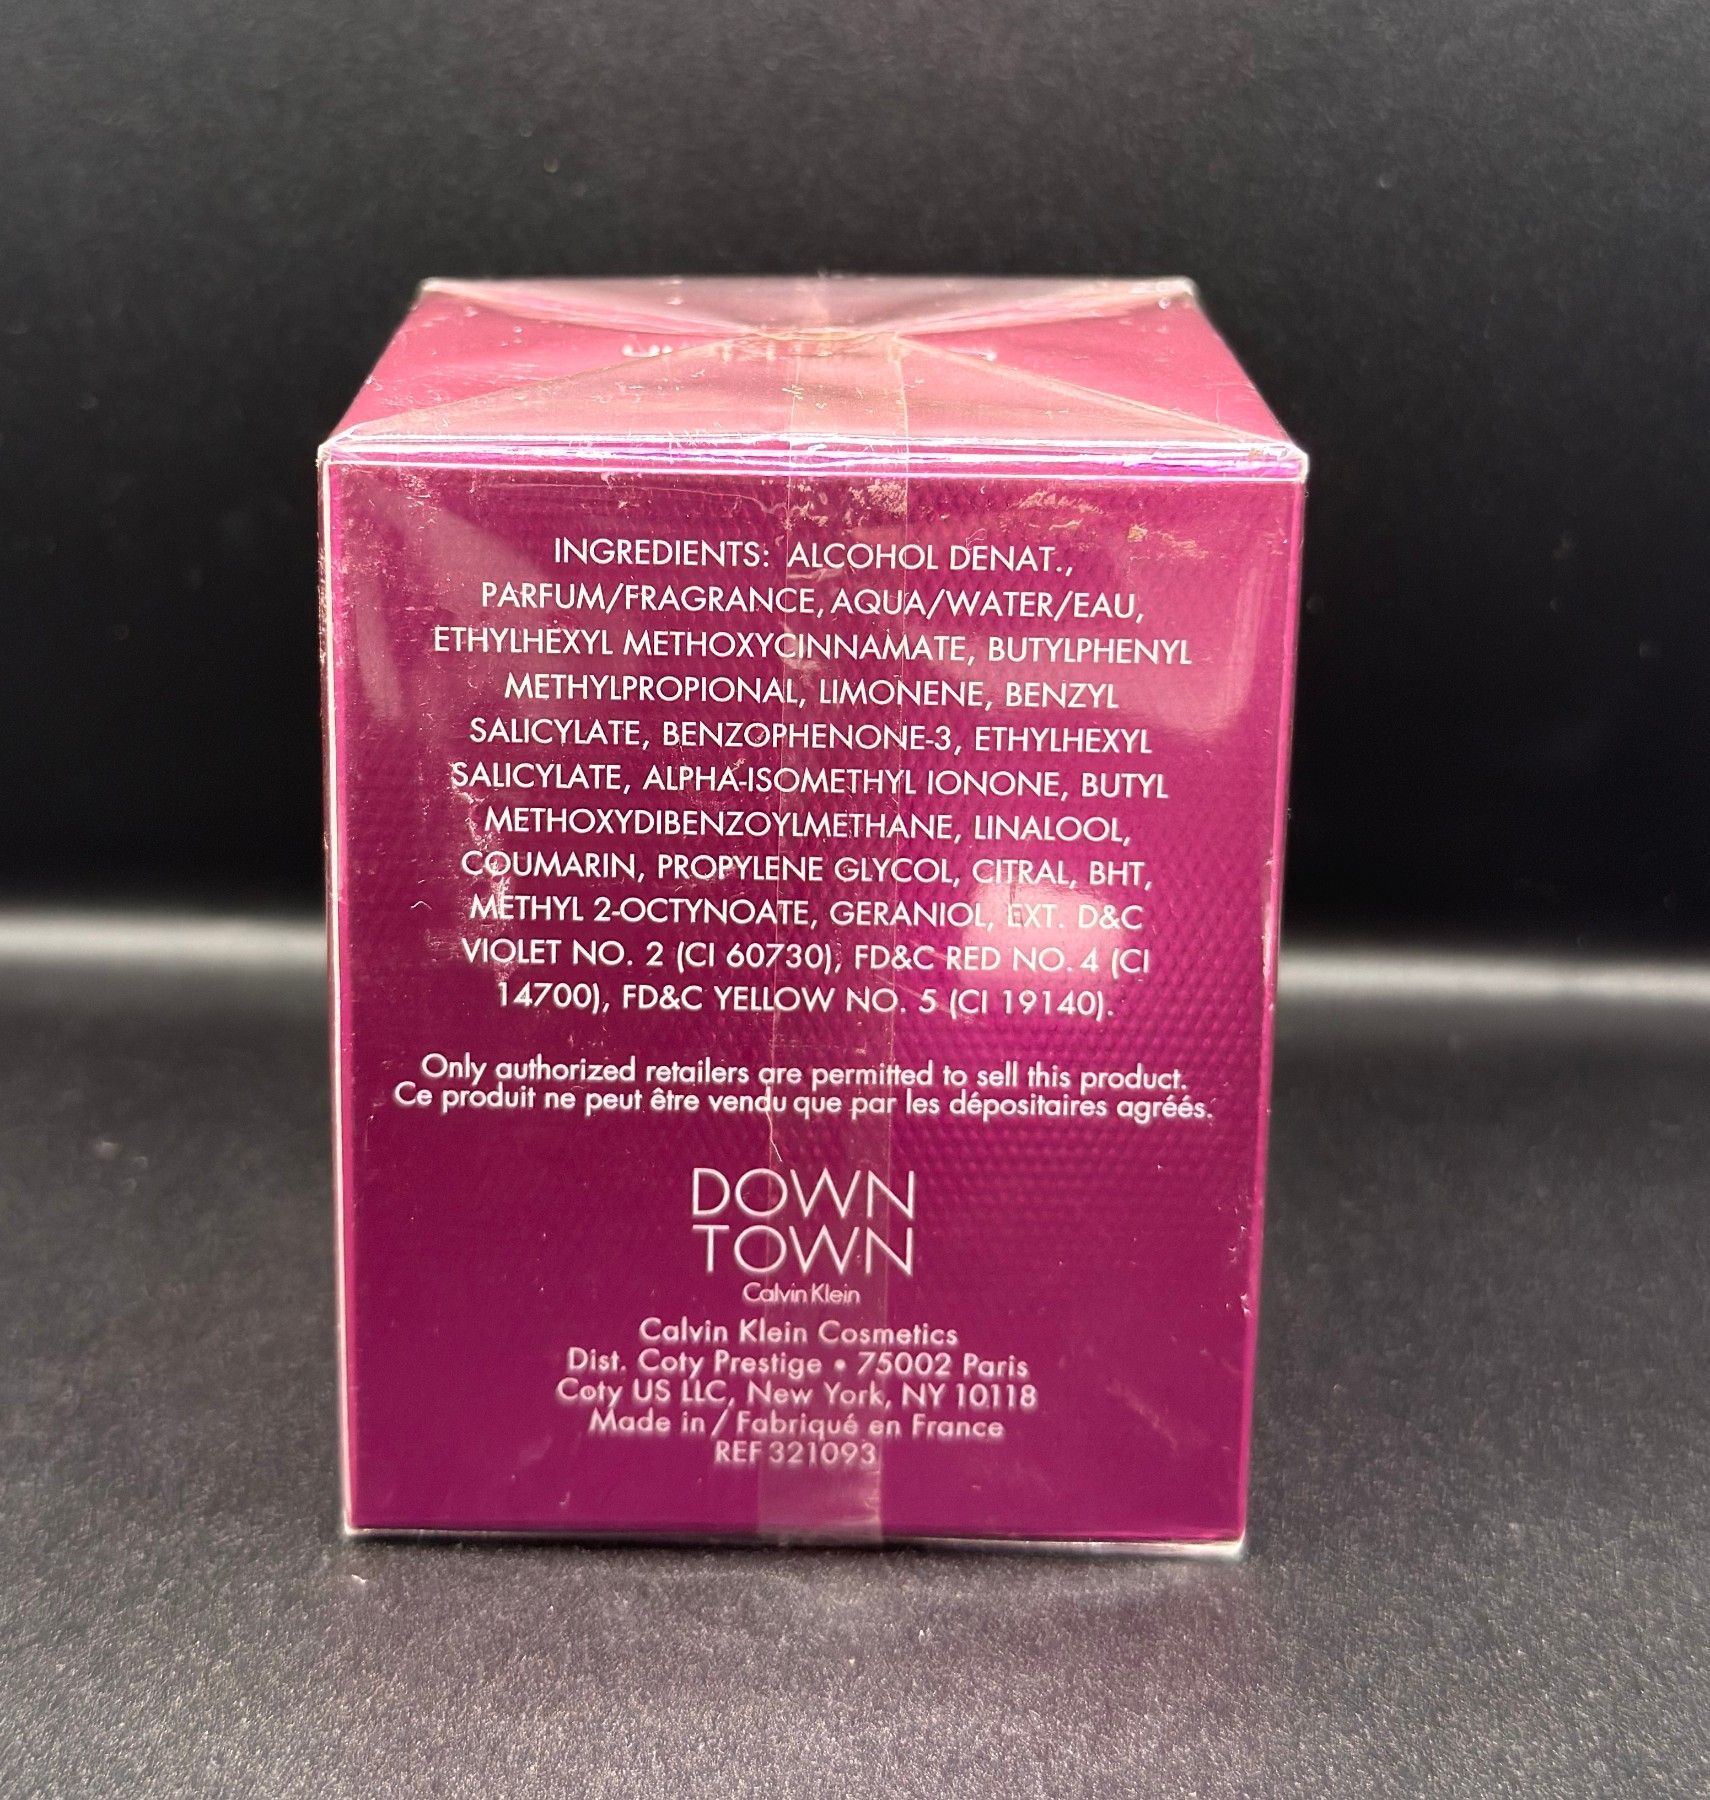 INGREDIENTS: ALCOHOL DENAT.,
PARFUM/FRAGRANCE, AQUA/WATER/EAU,
ETHYLHEXYL METHOXYCINNAMATE, BUTYLPHENYL
METHYLPROPIONAL, LIMONENE, BENZYL
SALICYLATE, BENZOPHENONE-3, ETHYLHEXYL
SALICYLATE, ALPHA-ISOMETHYL IONONE, BUTYL
METHOXYDIBENZOYLMETHANE, LINALOOL,
COUMARIN, PROPYLENE GLYCOL, CITRAL, BHT,
METHYL 2-OCTYNOATE, GERANIOL, EXT. D&C
VIOLET NO. 2 (CI 60730), FD&C RED NO. 4 (CI
14700), FD&C YELLOW NO. 5 (CI 19140).
Only authorized retailers are permitted to sell this product.
Ce produit ne peut être vendu que par les dépositaires agréés.
DOWN
TOWN
Calvin Klein
Calvin Klein Cosmetics
Dist. Coty Prestige • 75002 Paris
Coty US LLC, New York, NY 10118
Made in / Fabriqué en France
REF 321093